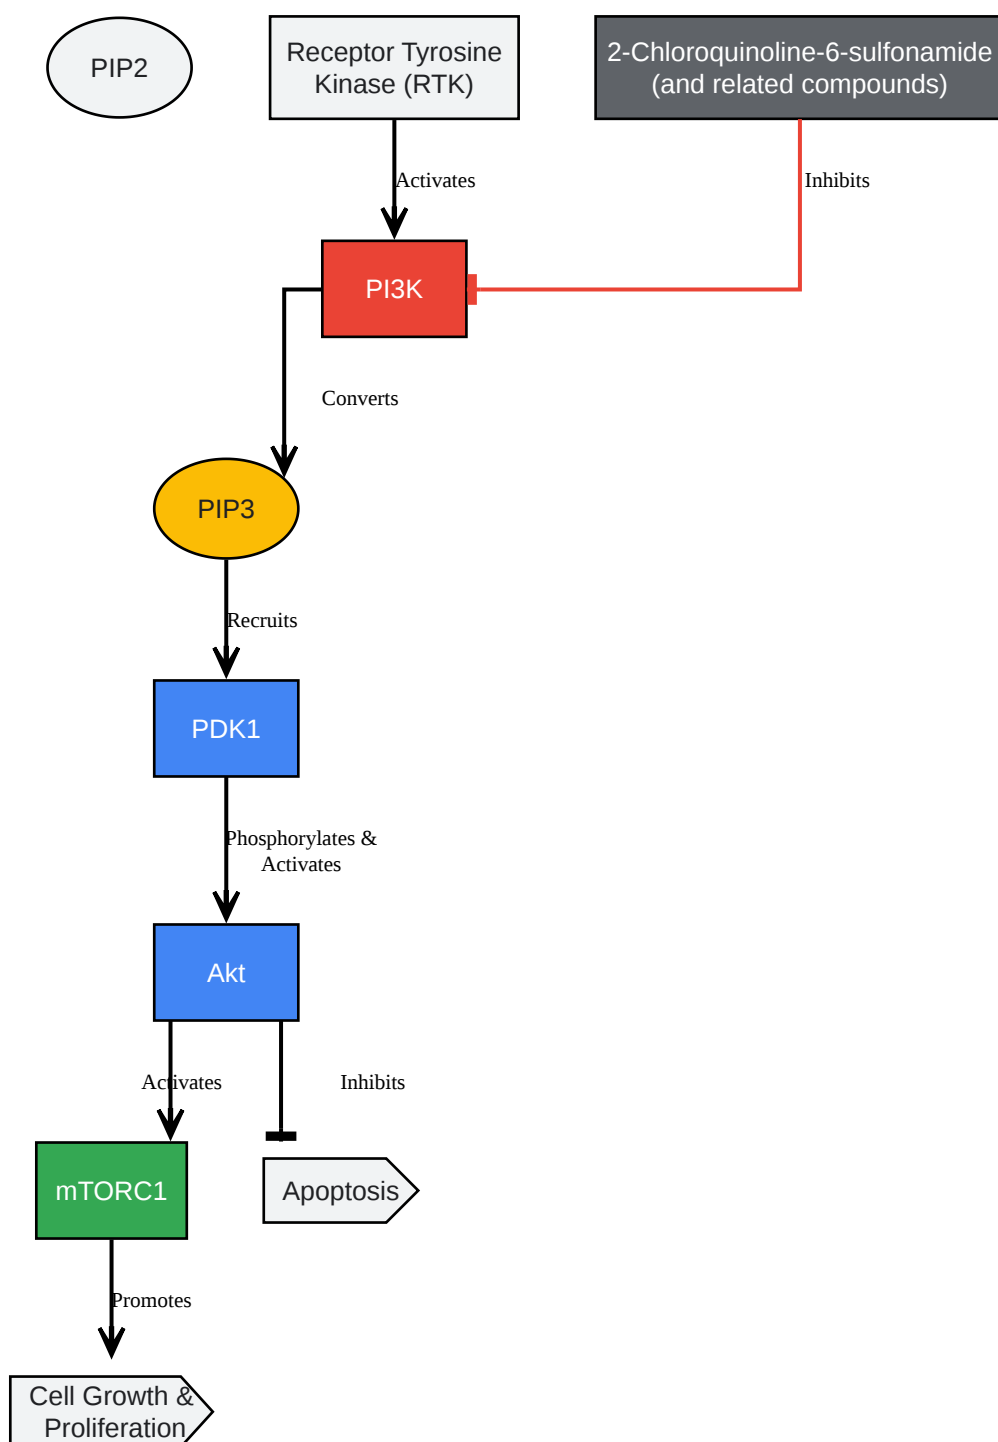 PIP2
Receptor Tyrosine
Kinase (RTK)
2-Chloroquinoline-6-sulfonamide
(and related compounds)
Activates
Inhibits
PI3K
Converts
PIP3
Recruits
PDK1
Phosphorylates &
Activates
Akt
Activates
Inhibits
mTORC1
Apoptosis
Promotes
Cell Growth &
Proliferation